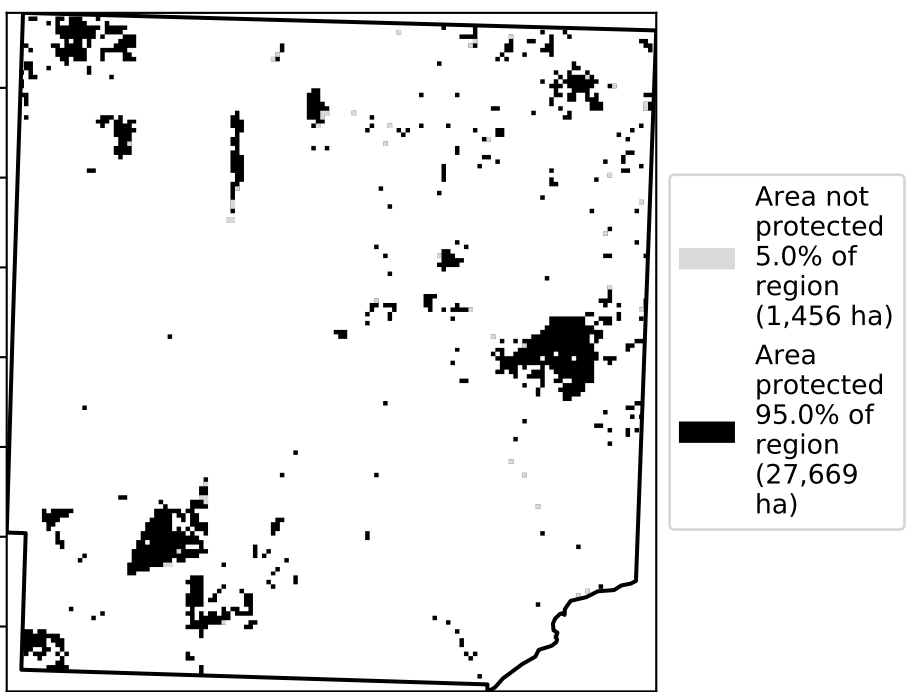 Area not
protected
5.0% of
region
(1,456 ha)
Area
protected
95.0% of
region
(27,669
ha)